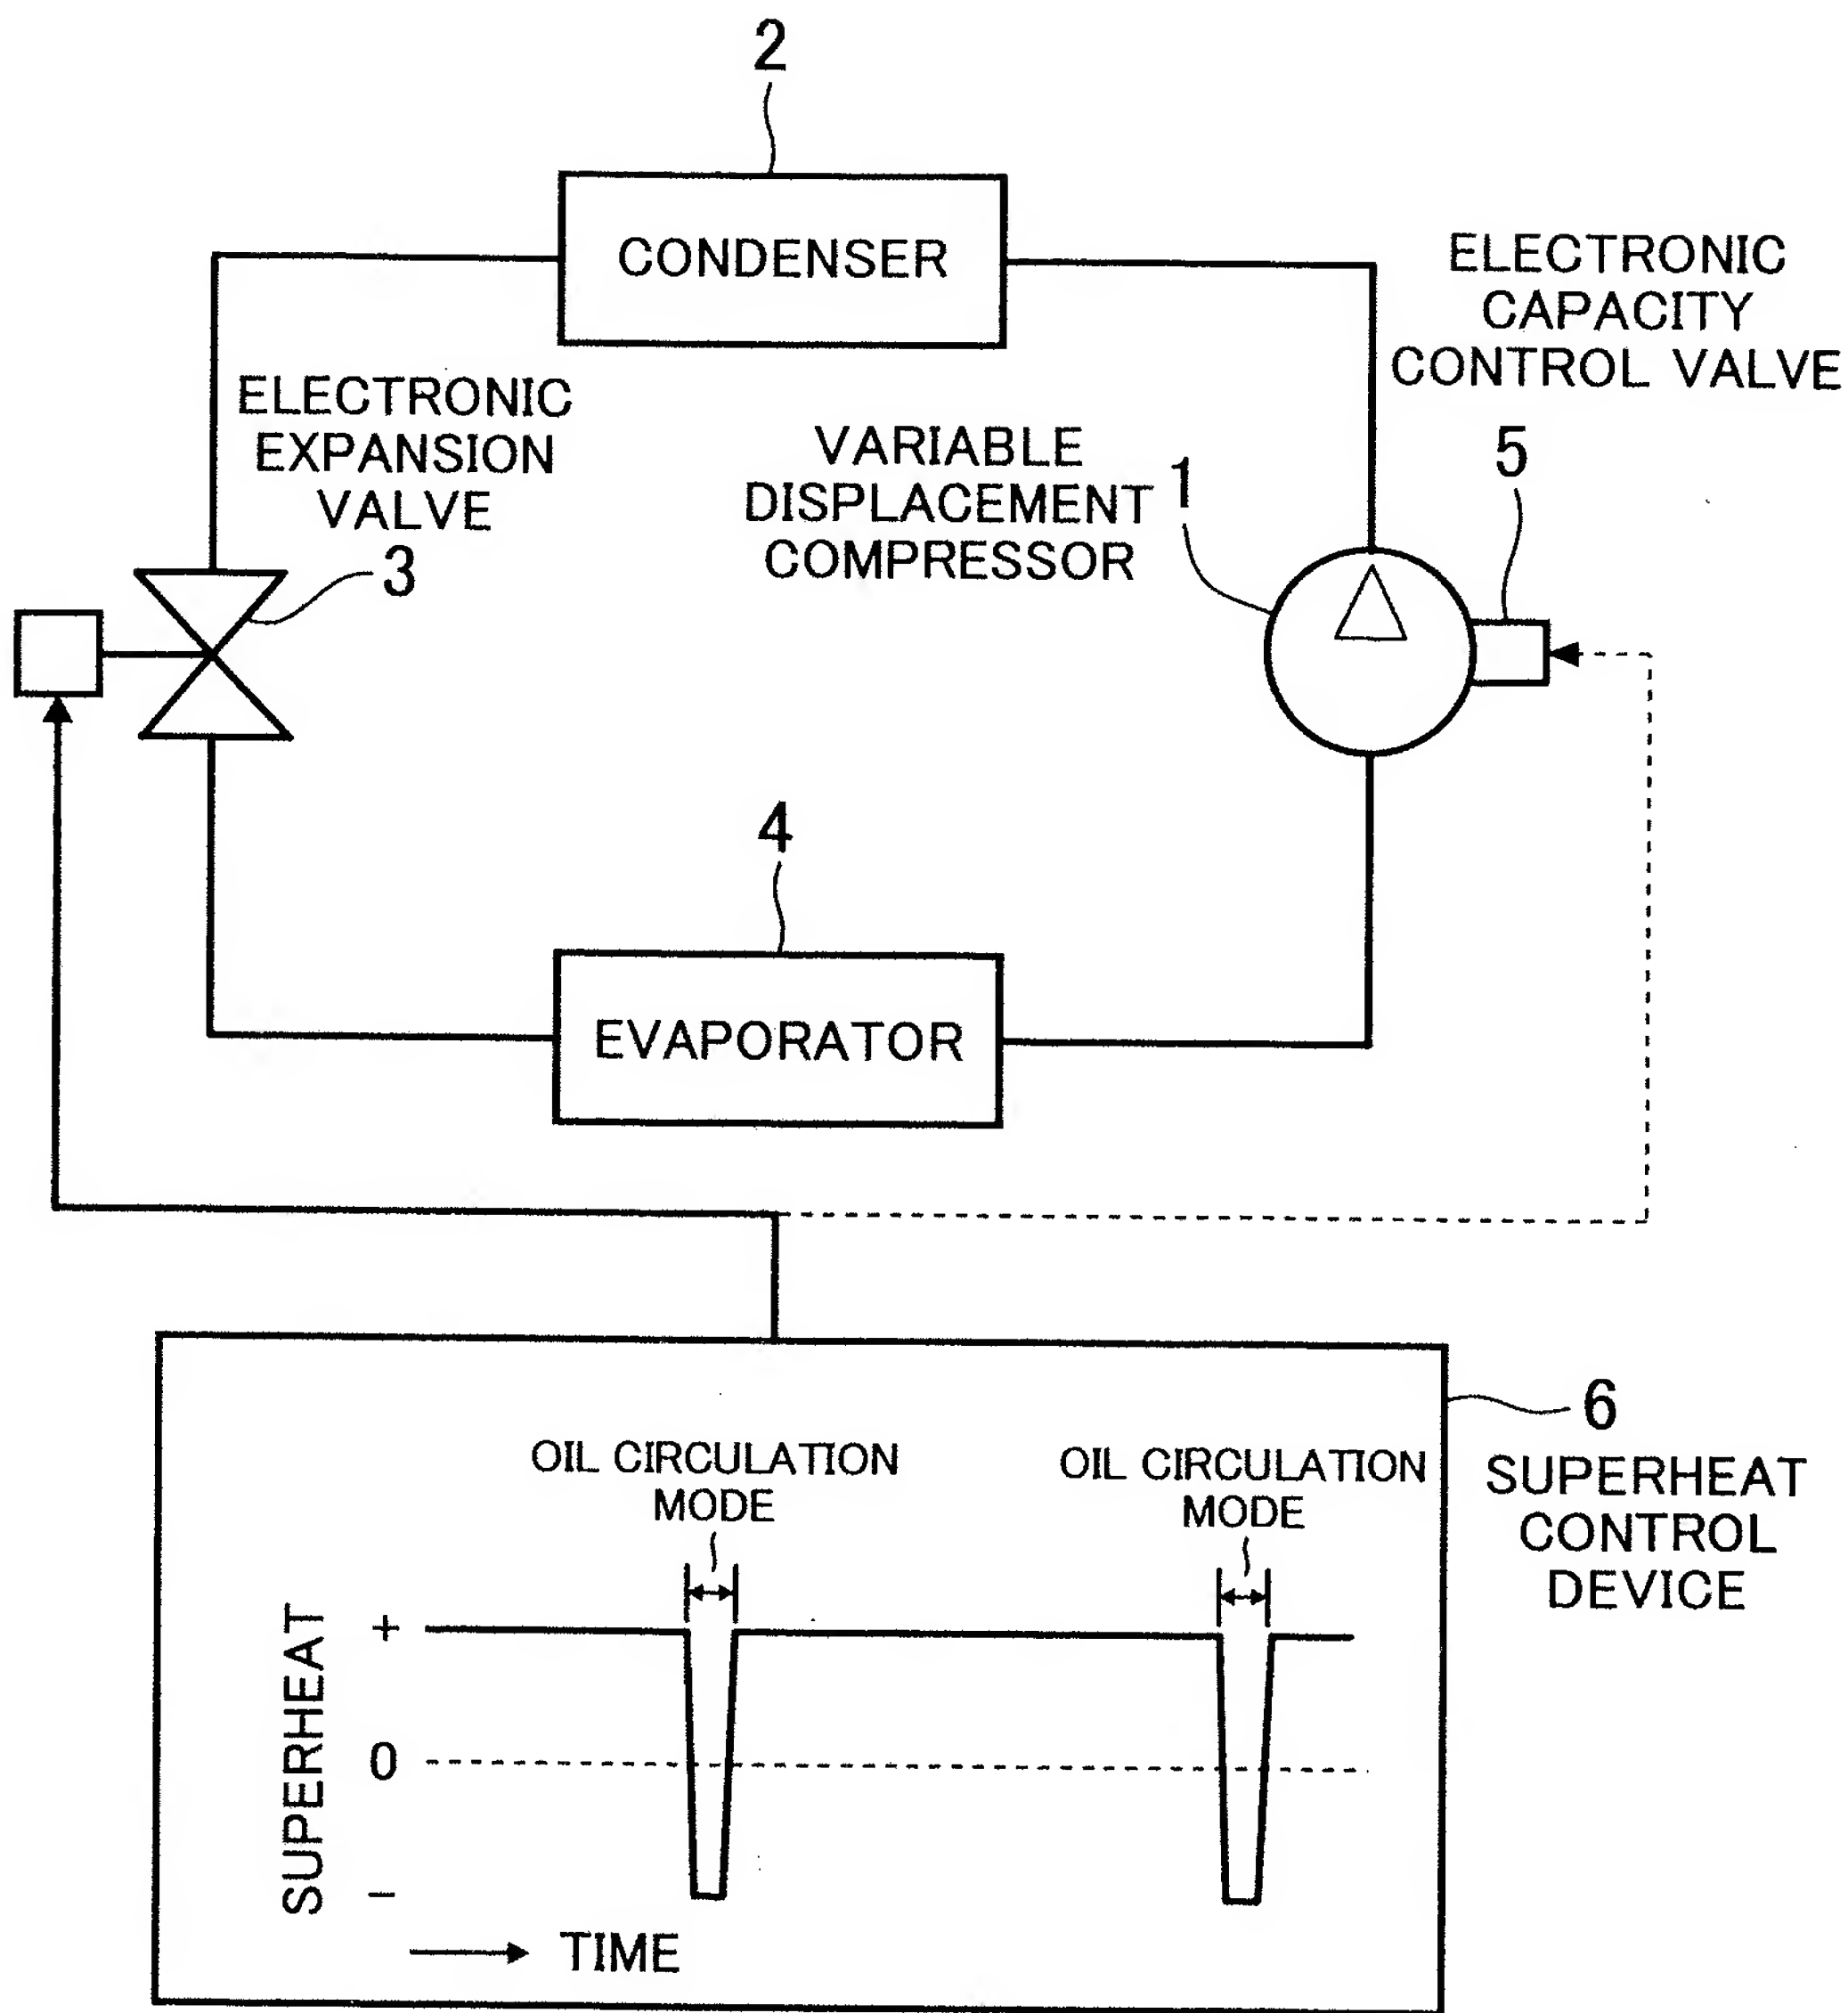 2
CONDENSER
ELECTRONIC
CAPACITY
CONTROL VALVE
5
ELECTRONIC
EXPANSION
VALVE
3
VARIABLE
DISPLACEMENT
COMPRESSOR
1
4
EVAPORATOR
6
SUPERHEAT
CONTROL
DEVICE
OIL CIRCULATION
MODE
OIL CIRCULATION
MODE
SUPERHEAT
+
0
−
TIME